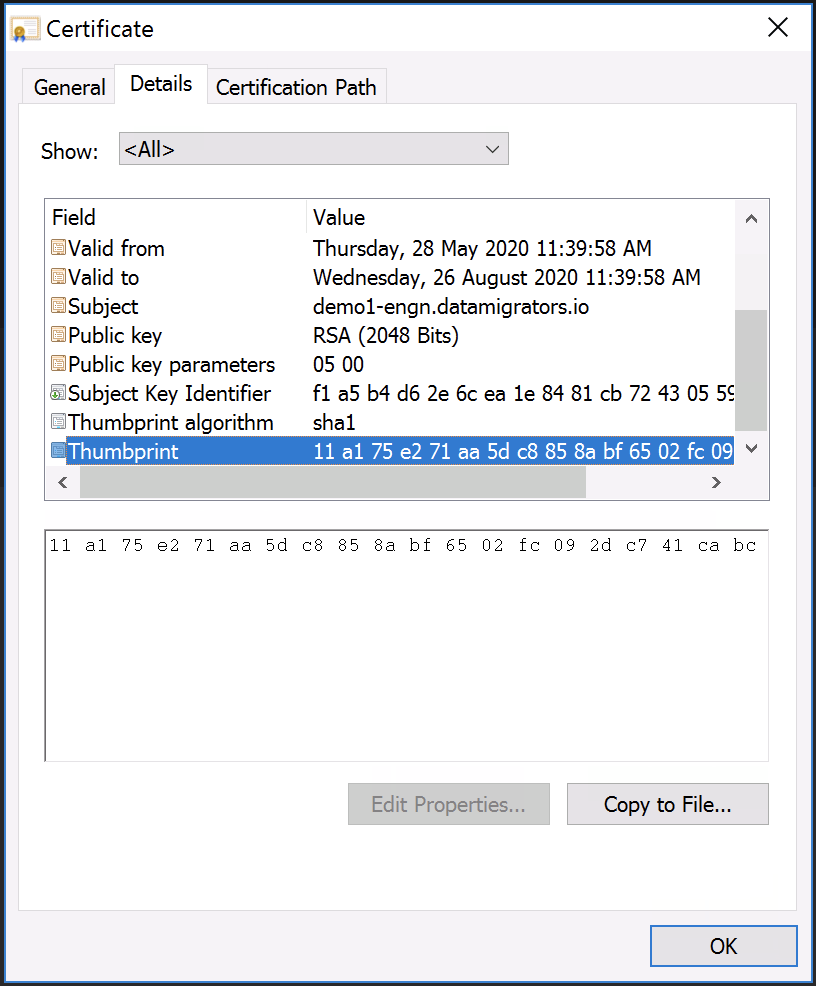 Certificate
General Details Certification Path
Show: <All>
Field Value
Valid from Thursday, 28 May 2020 11:39:58 AM
Valid to Wednesday, 26 August 2020 11:39:58 AM
Subject demo1-engn.datamigrators.io
Public key RSA (2048 Bits)
Public key parameters 05 00
Subject Key Identifier f1 a5 b4 d6 2e 6c ea 1e 84 81 cb 72 43 05 59
Thumbprint algorithm sha1
Thumbprint 11 a1 75 e2 71 aa 5d c8 85 8a bf 65 02 fc 09
11 a1 75 e2 71 aa 5d c8 85 8a bf 65 02 fc 09 2d c7 41 ca bc
Edit Properties... Copy to File...
OK